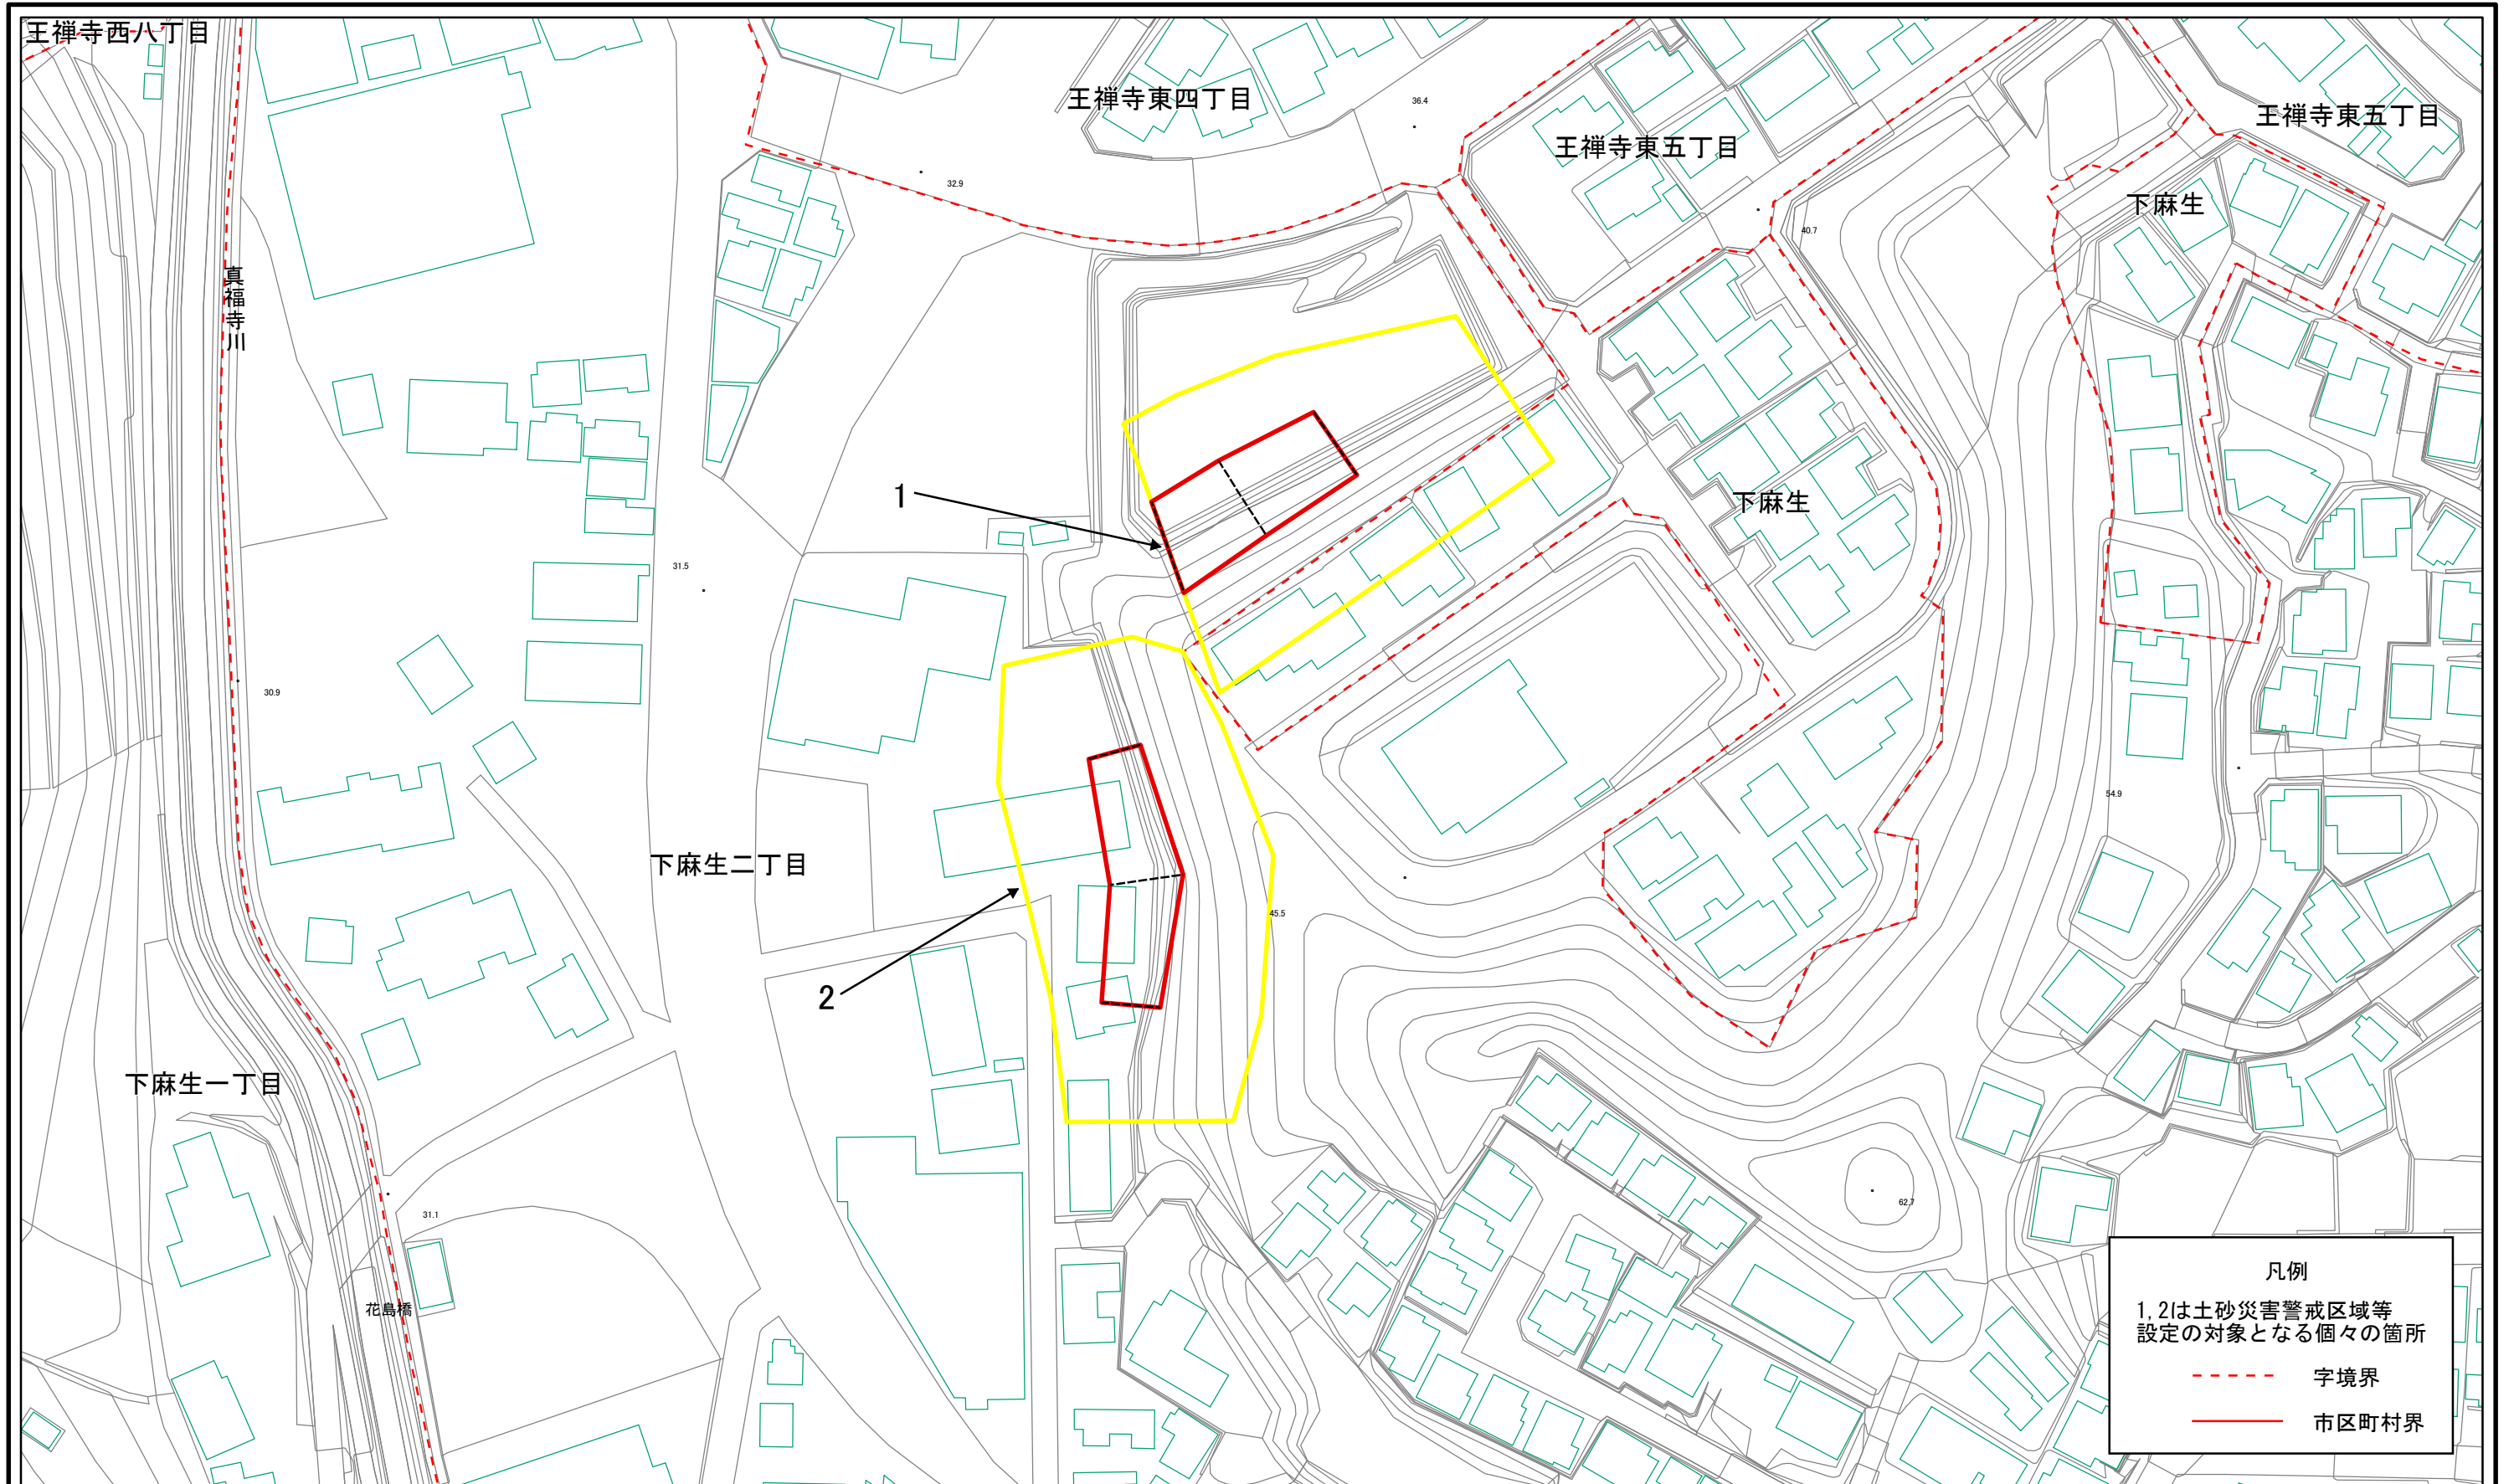 王禅寺西八丁目
王禅寺東四丁目
36.4
王禅寺東五丁目
王禅寺東五丁目
32.9
下麻生
40.7
真福寺川
1
下麻生
31.5
30.9
54.9
下麻生二丁目
45.5
2
下麻生一丁目
62.7
31.1
花島橋
凡例
1,2は土砂災害警戒区域等
設定の対象となる個々の箇所
字境界
市区町村界